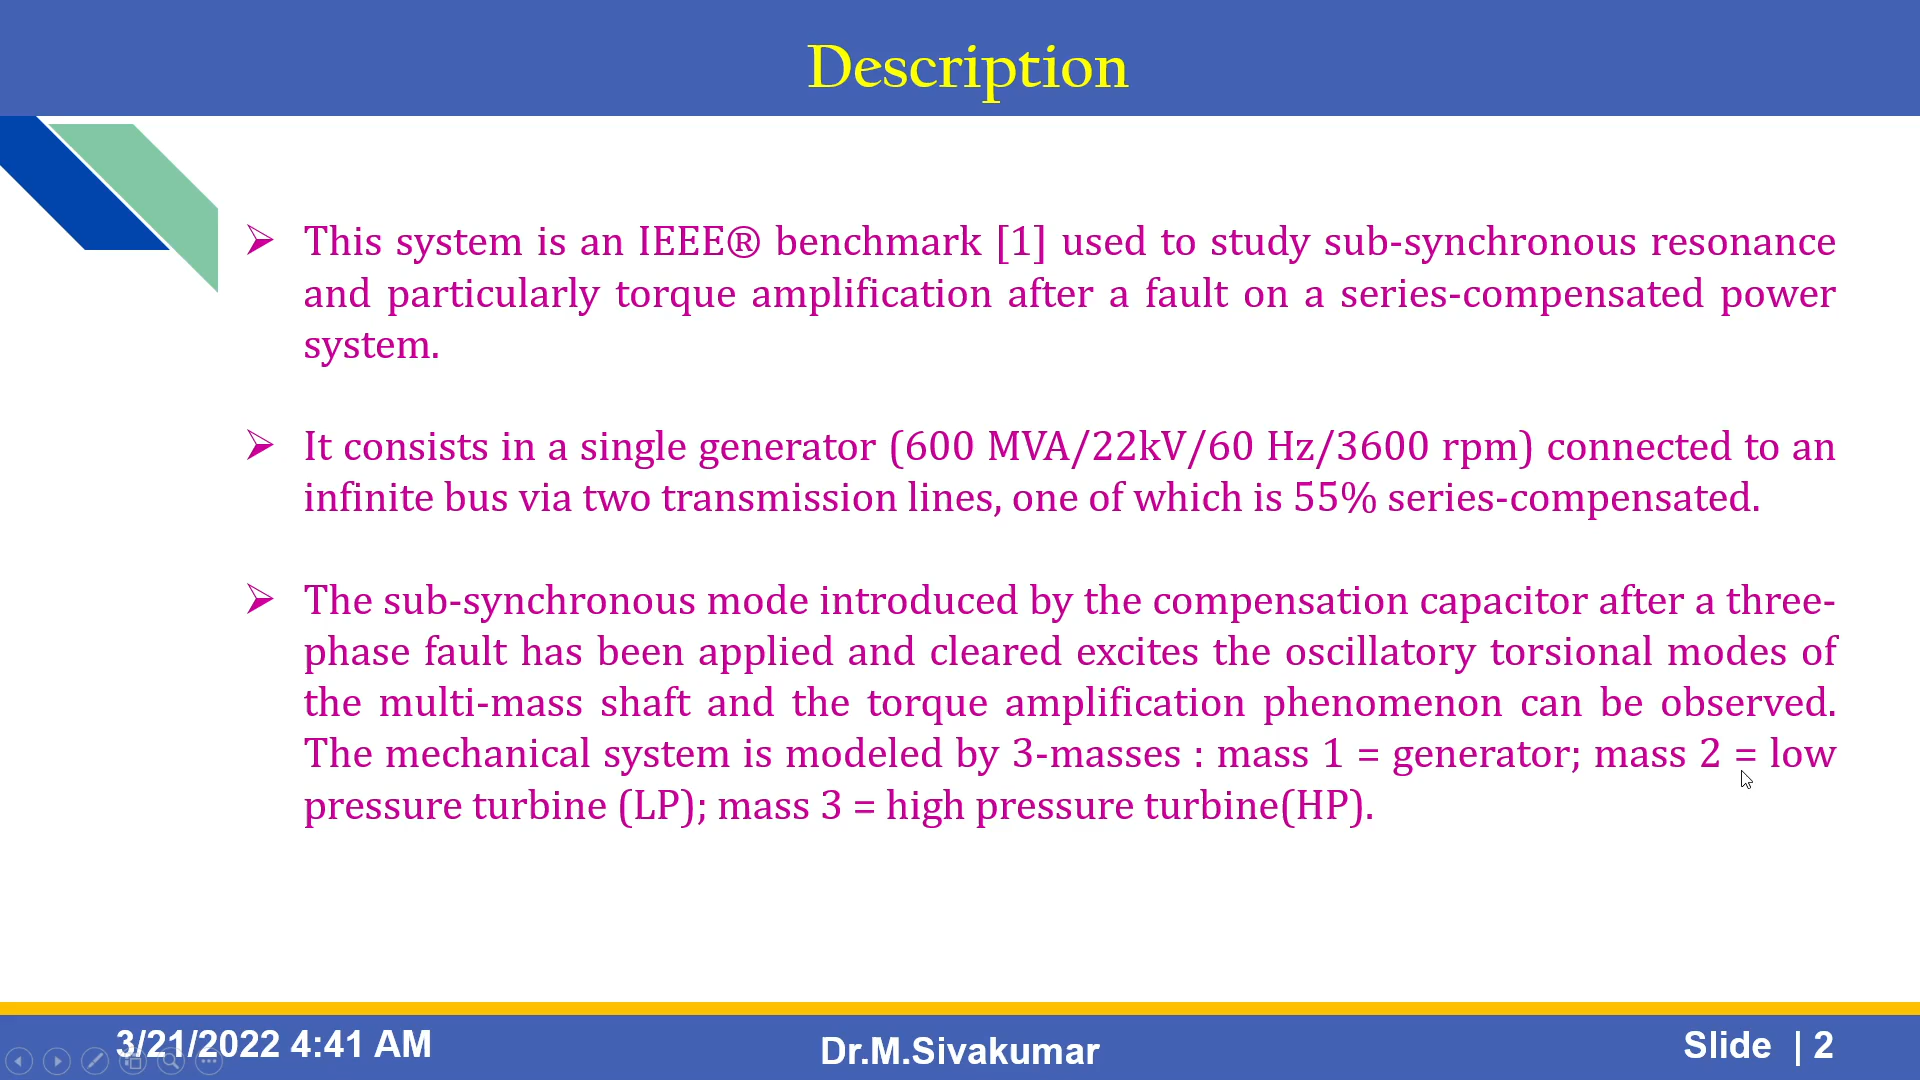 Description
This system is an IEEE® benchmark [1] used to study sub-synchronous resonance
and particularly torque amplification after a fault on a series-compensated power
system.
It consists in a single generator (600 MVA/22kV/60 Hz/3600 rpm) connected to an
infinite bus via two transmission lines, one of which is 55% series-compensated.
The sub-synchronous mode introduced by the compensation capacitor after a three-
phase fault has been applied and cleared excites the oscillatory torsional modes of
the multi-mass shaft and the torque amplification phenomenon can be observed.
The mechanical system is modeled by 3-masses : mass 1 = generator; mass 2 = low
pressure turbine (LP); mass 3 = high pressure turbine(HP).
3/21/2022 4:41 AM
Dr.M.Sivakumar
Slide | 2